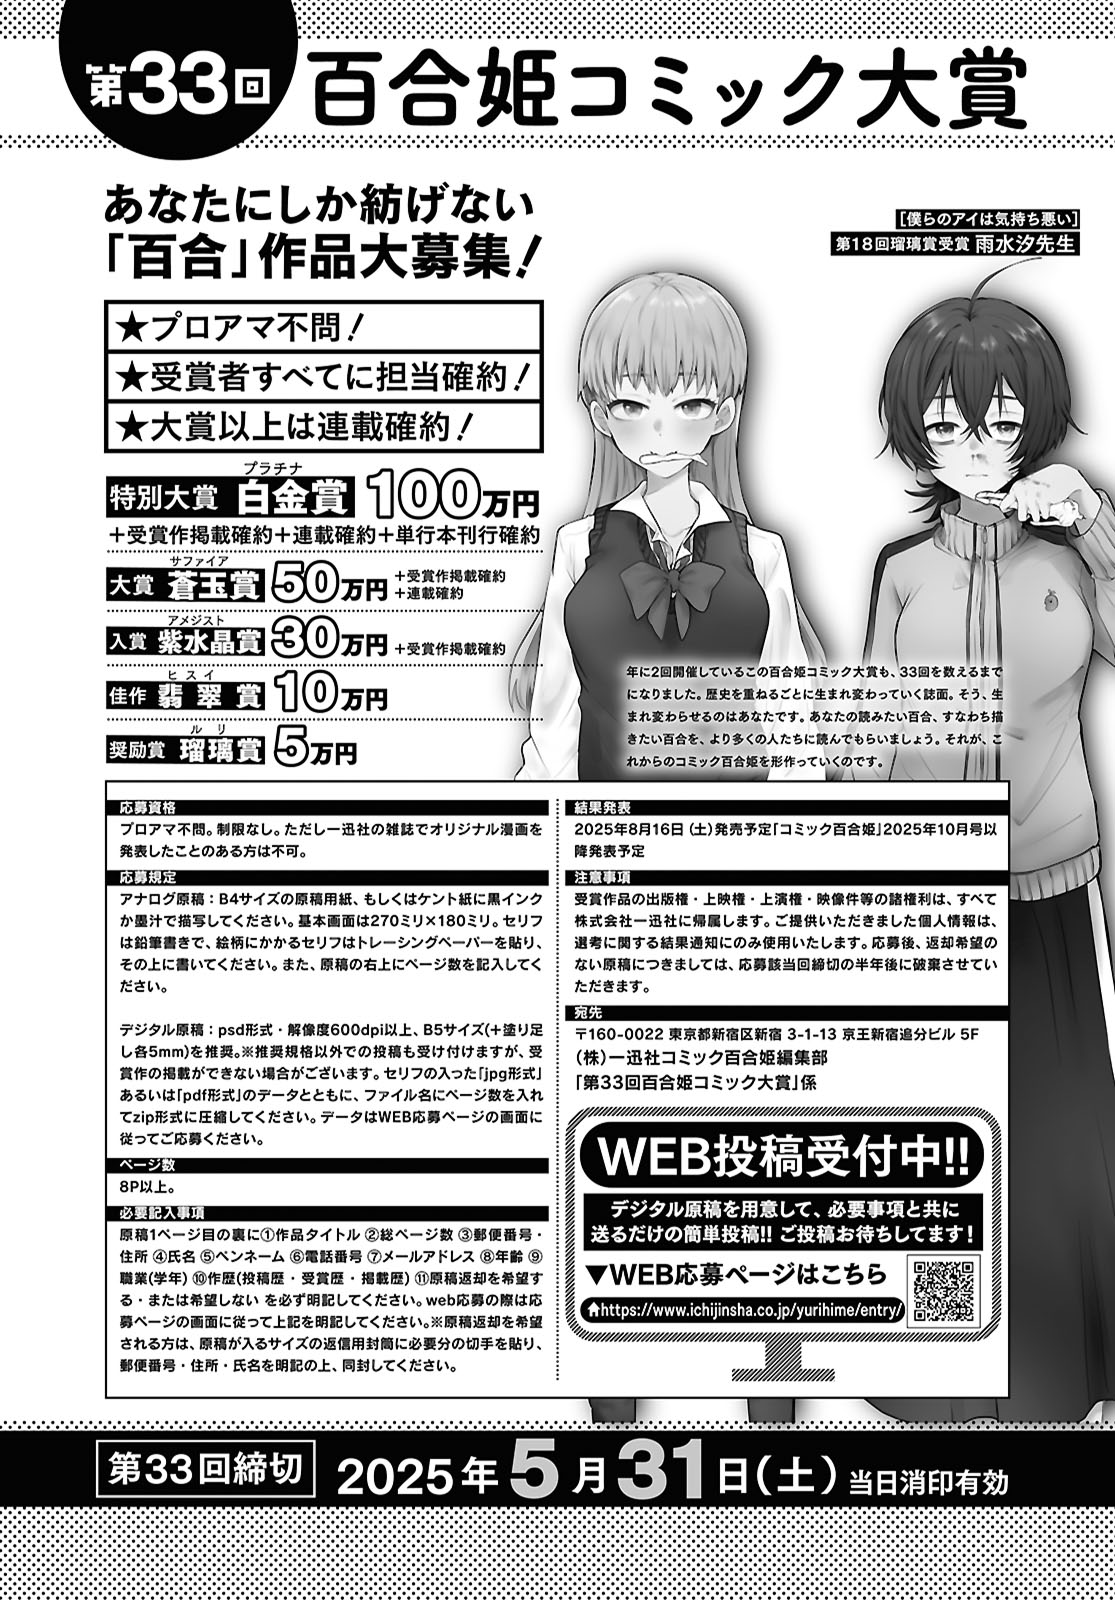 第33回
百合姫コミック大賞
あなたにしか紡げない
「百合」作品大募集！
[僕らのアイは気持ち悪い]
第18回瑠璃賞受賞 雨水汐先生
★プロアマ不問！
★受賞者すべてに担当確約！
★大賞以上は連載確約！
プラチナ
特別大賞 白金賞 100万円
＋受賞作掲載確約＋連載確約＋単行本刊行確約
サファイア
大賞 蒼玉賞 50万円 ＋受賞作掲載確約
＋連載確約
アメジスト
入賞 紫水晶賞 30万円 ＋受賞作掲載確約
ヒスイ
佳作 翡翠賞 10万円
ルリ
奨励賞 瑠璃賞 5万円
年に2回開催しているこの百合姫コミック大賞も、33回を数えるまで
になりました。歴史を重ねるごとに生まれ変わっていく誌面。そう、生
まれ変わらせるのはあなたです。あなたの読みたい百合、すなわち描
きたい百合を、より多くの人たちに読んでもらいましょう。それが、こ
れからのコミック百合姫を形作っていくのです。
応募資格
プロアマ不問。制限なし。ただし一迅社の雑誌でオリジナル漫画を
発表したことのある方は不可。
応募規定
アナログ原稿：B4サイズの原稿用紙、もしくはケント紙に黒インク
か墨汁で描写してください。基本画面は270ミリ×180ミリ。セリフ
は鉛筆書きで、絵柄にかかるセリフはトレーシングペーパーを貼り、
その上に書いてください。また、原稿の右上にページ数を記入してく
ださい。
デジタル原稿：psd形式・解像度600dpi以上、B5サイズ(＋塗り足
し各5mm)を推奨。※推奨規格以外での投稿も受け付けますが、受
賞作の掲載ができない場合がございます。セリフの入った「jpg形式」
あるいは「pdf形式」のデータとともに、ファイル名にページ数を入れ
てzip形式に圧縮してください。データはWEB応募ページの画面に
従ってご応募ください。
ページ数
8P以上。
必要記入事項
原稿1ページ目の裏に①作品タイトル ②総ページ数 ③郵便番号・
住所 ④氏名 ⑤ペンネーム ⑥電話番号 ⑦メールアドレス ⑧年齢 ⑨
職業(学年) ⑩作歴(投稿歴・受賞歴・掲載歴) ⑪原稿返却を希望す
る・または希望しない を必ず明記してください。web応募の際は応
募ページの画面に従って上記を明記してください。※原稿返却を希望
される方は、原稿が入るサイズの返信用封筒に必要分の切手を貼り、
郵便番号・住所・氏名を明記の上、同封してください。
結果発表
2025年8月16日（土）発売予定「コミック百合姫」2025年10月号以
降発表予定
注意事項
受賞作品の出版権・上映権・上演権・映像件等の諸権利は、すべて
株式会社一迅社に帰属します。ご提供いただきました個人情報は、
選考に関する結果通知にのみ使用いたします。応募後、返却希望の
ない原稿につきましては、応募該当回締切の半年後に破棄させてい
ただきます。
宛先
〒160-0022 東京都新宿区新宿 3-1-13 京王新宿追分ビル 5F
（株）一迅社コミック百合姫編集部
「第33回百合姫コミック大賞」係
WEB投稿受付中!!
デジタル原稿を用意して、必要事項と共に
送るだけの簡単投稿!! ご投稿お待ちしてます！
▼WEB応募ページはこちら
https://www.ichijinsha.co.jp/yurihime/entry/
第33回締切 2025年5月31日（土）当日消印有効